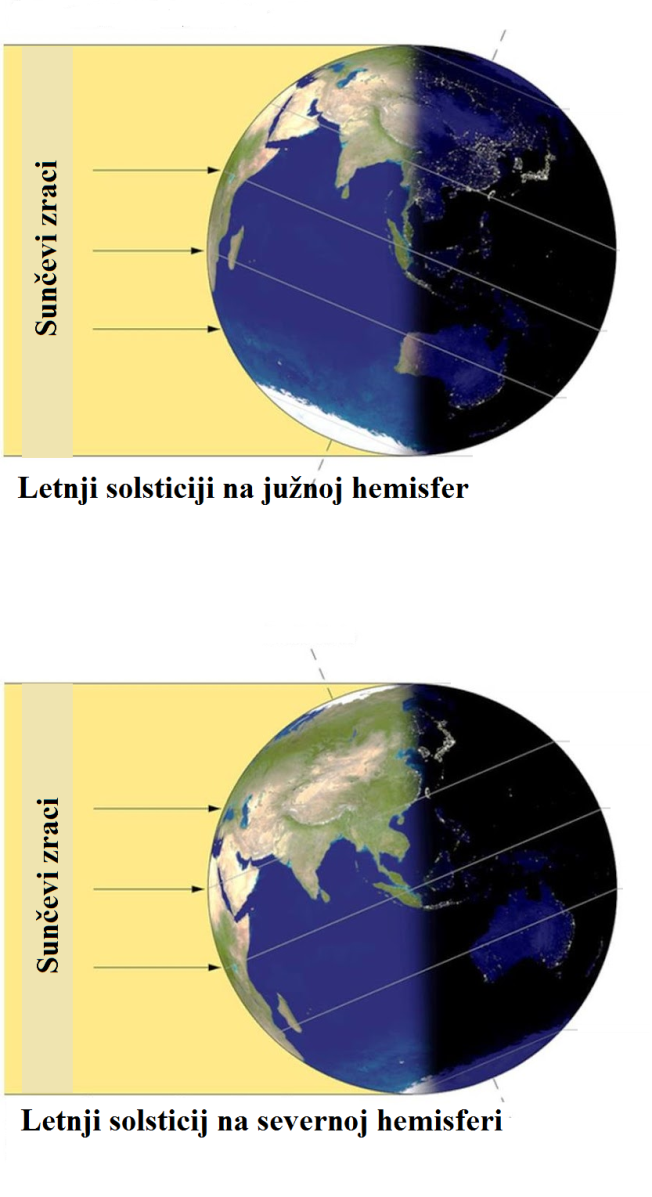 Sunčevi zraci
Letnji solsticiji na južnoj hemisfer
Sunčevi zraci
Letnji solsticij na severnoj hemisferi